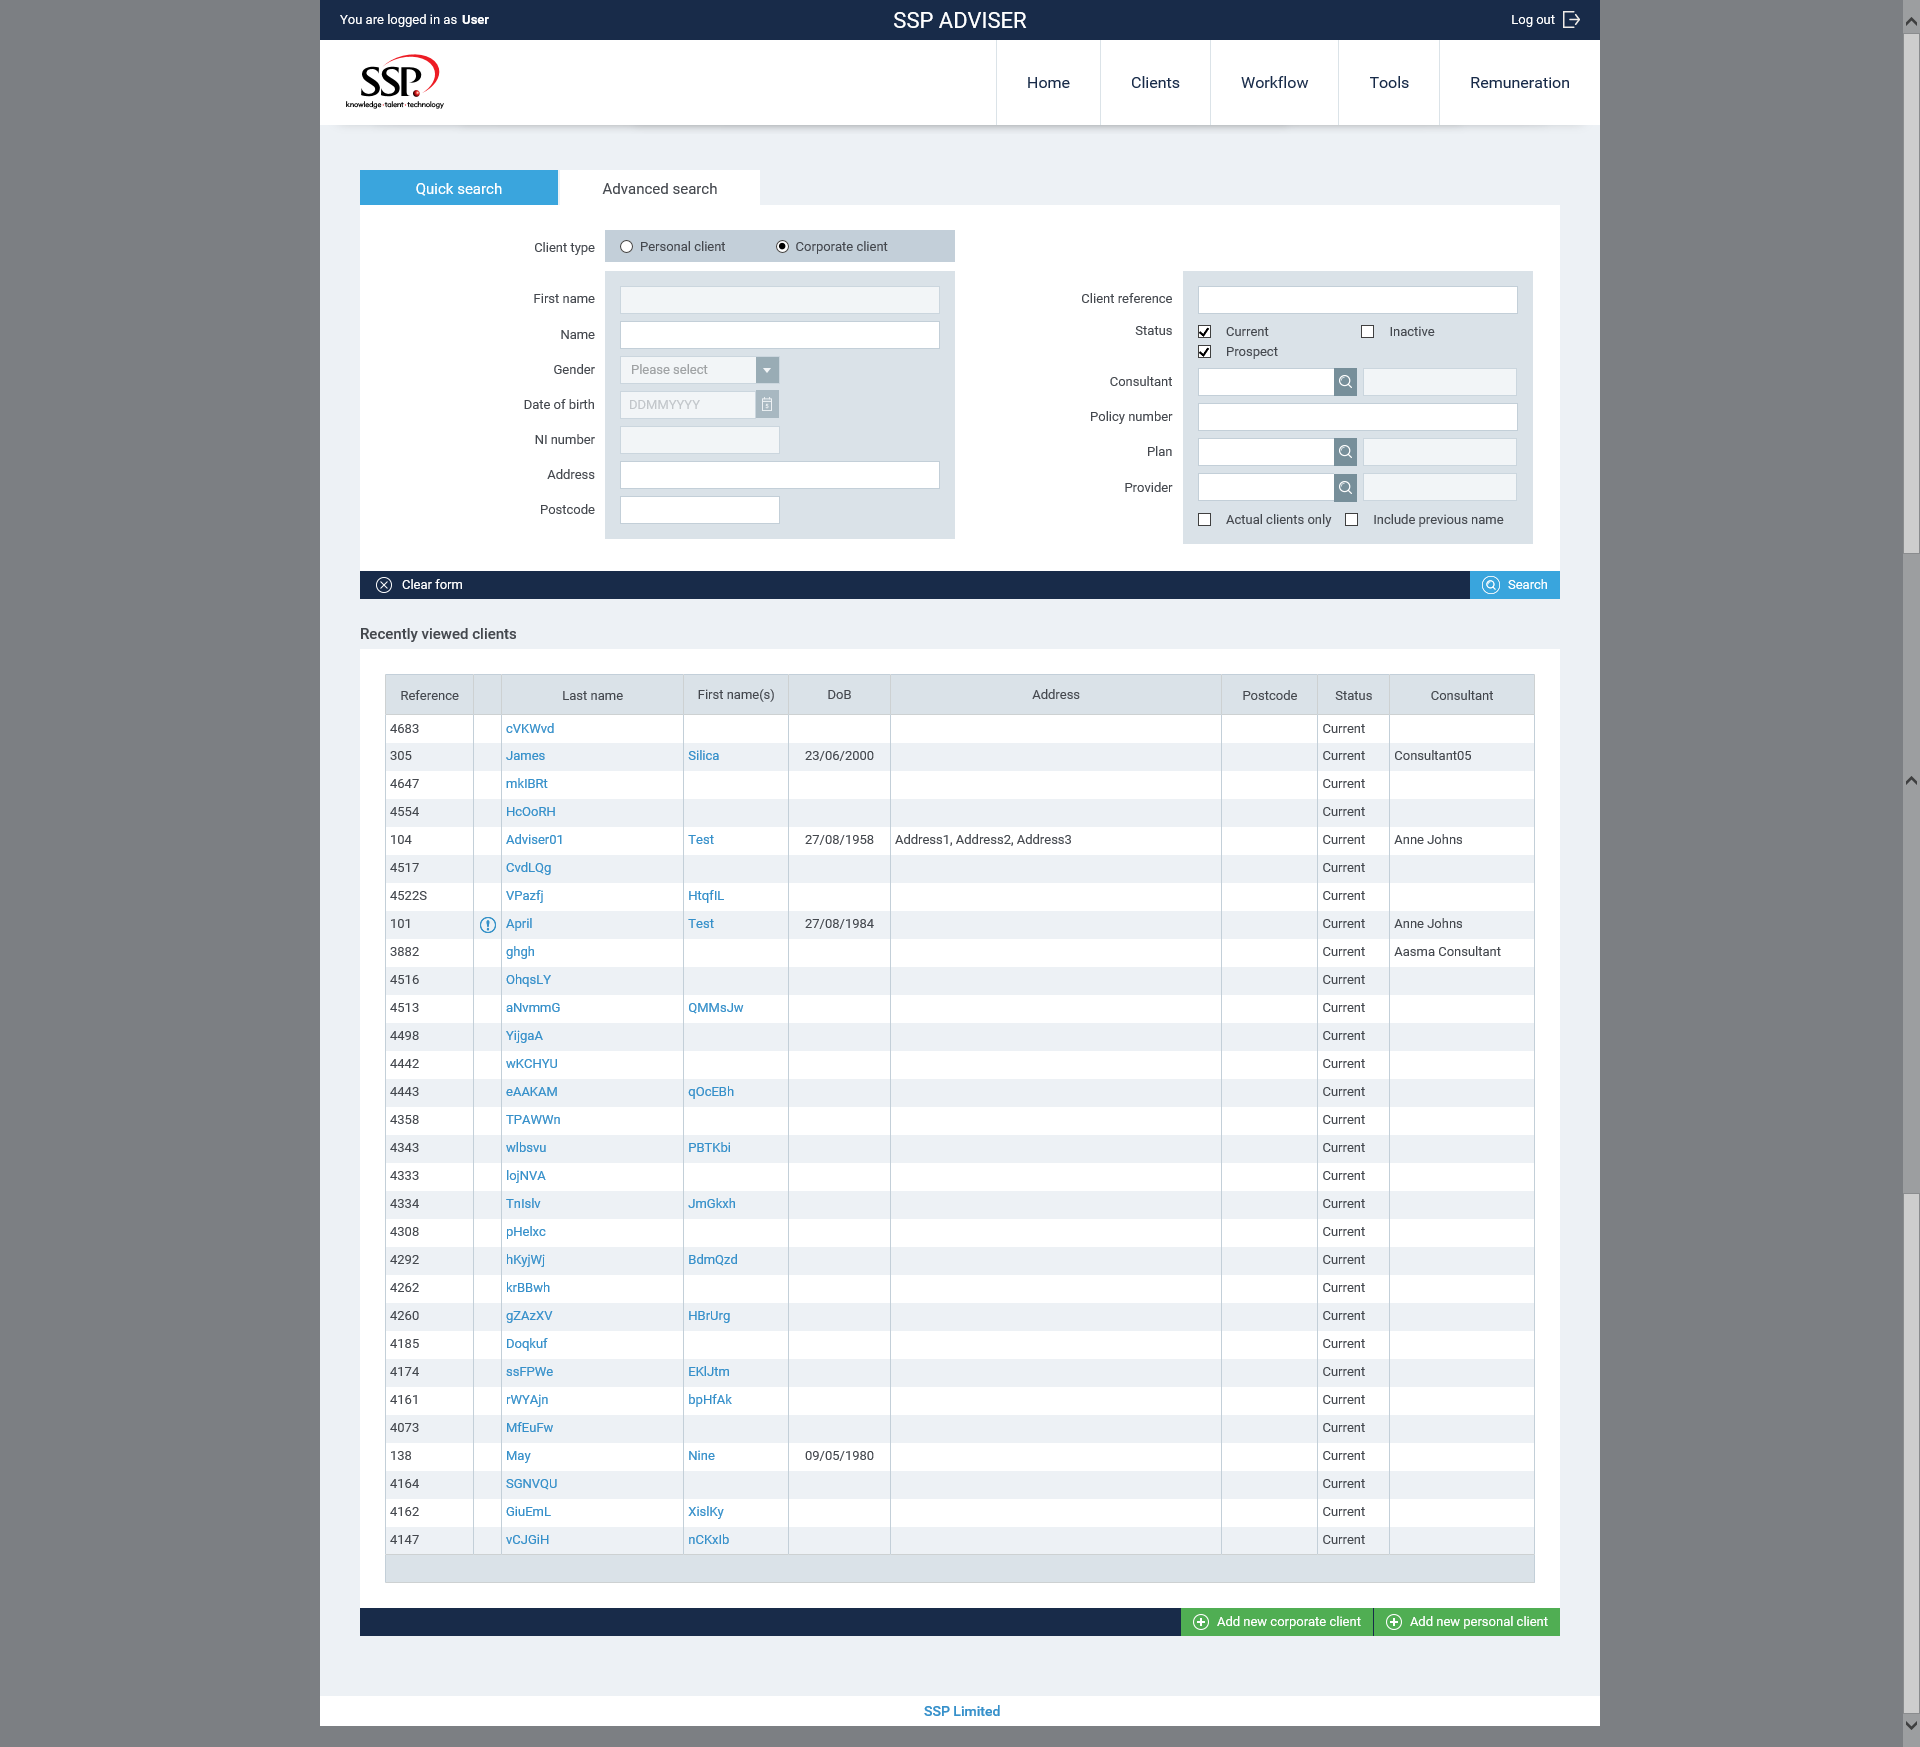 You are logged in as User
SSP ADVISER
Log out
SSP.
knowledge·talent·technology
Home
Clients
Workflow
Tools
Remuneration
Quick search
Advanced search
Client type
Personal client
Corporate client
First name
Name
Gender
Please select
Date of birth
DDMMYYYY
NI number
Address
Postcode
Client reference
Status
Current
Inactive
Prospect
Consultant
Policy number
Plan
Provider
Actual clients only
Include previous name
Clear form
Search
Recently viewed clients
Reference Last name First name(s) DoB Address Postcode Status Consultant
4683 cVKWvd Current
305 James Silica 23/06/2000 Current Consultant05
4647 mkIBRt Current
4554 HcOoRH Current
104 Adviser01 Test 27/08/1958 Address1, Address2, Address3 Current Anne Johns
4517 CvdLQg Current
4522S VPazfj HtqfIL Current
101 April Test 27/08/1984 Current Anne Johns
3882 ghgh Current Aasma Consultant
4516 OhqsLY Current
4513 aNvmmG QMMsJw Current
4498 YijgaA Current
4442 wKCHYU Current
4443 eAAKAM qOcEBh Current
4358 TPAWWn Current
4343 wlbsvu PBTKbi Current
4333 lojNVA Current
4334 TnIslv JmGkxh Current
4308 pHelxc Current
4292 hKyjWj BdmQzd Current
4262 krBBwh Current
4260 gZAzXV HBrUrg Current
4185 Doqkuf Current
4174 ssFPWe EKlJtm Current
4161 rWYAjn bpHfAk Current
4073 MfEuFw Current
138 May Nine 09/05/1980 Current
4164 SGNVQU Current
4162 GiuEmL XislKy Current
4147 vCJGiH nCKxIb Current
Add new corporate client
Add new personal client
SSP Limited